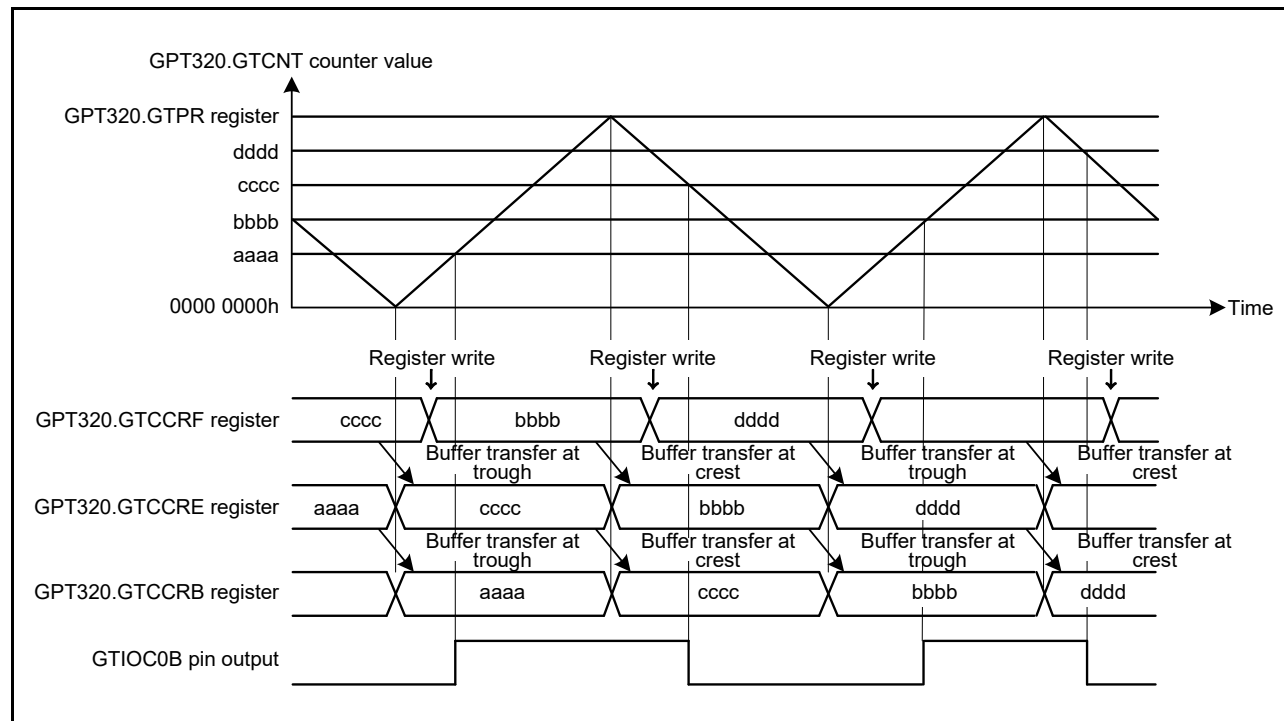 GPT320.GTCNT counter value
GPT320.GTPR register
dddd
cccc
bbbb
aaaa
0000 0000h
Time
Register write Register write Register write Register write
GPT320.GTCCRF register cccc bbbb dddd
Buffer transfer at Buffer transfer at Buffer transfer at Buffer transfer at
trough crest trough crest
GPT320.GTCCRE register aaaa cccc bbbb dddd
Buffer transfer at Buffer transfer at Buffer transfer at Buffer transfer at
trough crest trough crest
GPT320.GTCCRB register aaaa cccc bbbb dddd
GTIOC0B pin output